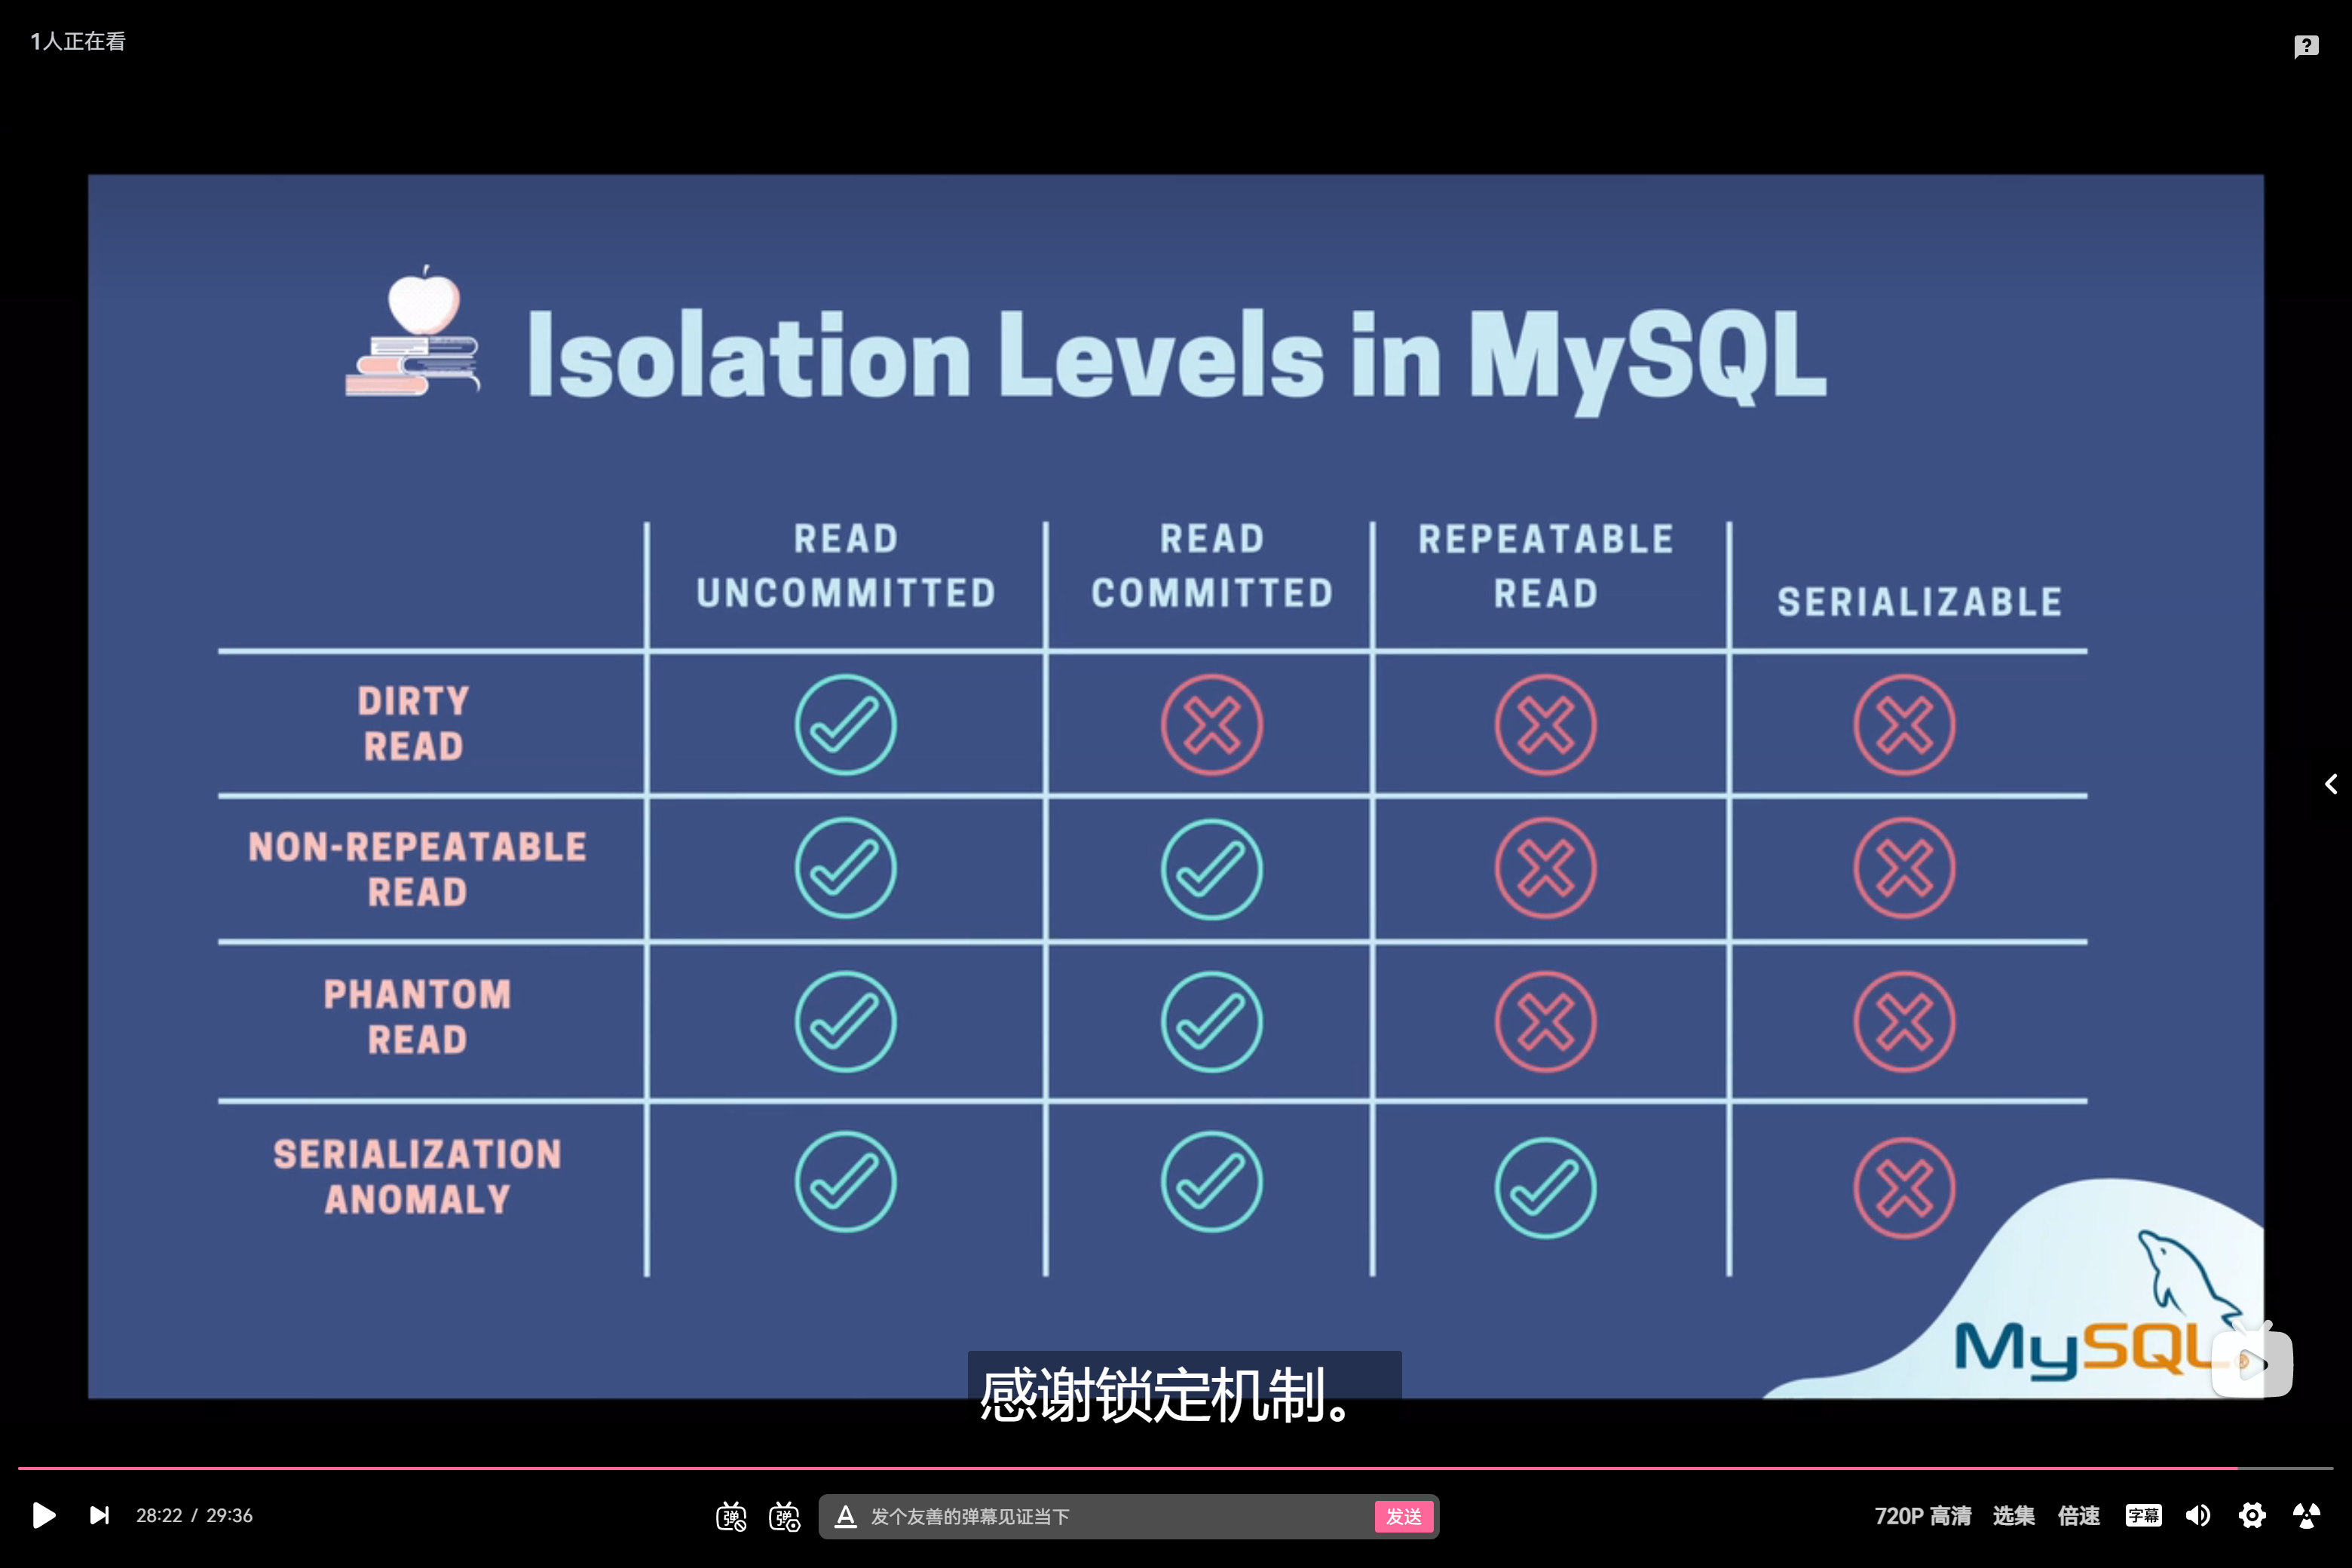 1人正在看
Isolation Levels in MySQL
READ
UNCOMMITTED
READ
COMMITTED
REPEATABLE
READ
SERIALIZABLE
DIRTY
READ
NON-REPEATABLE
READ
PHANTOM
READ
SERIALIZATION
ANOMALY
MySQL
感谢锁定机制。
28:22 / 29:36
弹
弹
A 发个友善的弹幕见证当下
发送
720P 高清
选集
倍速
字幕